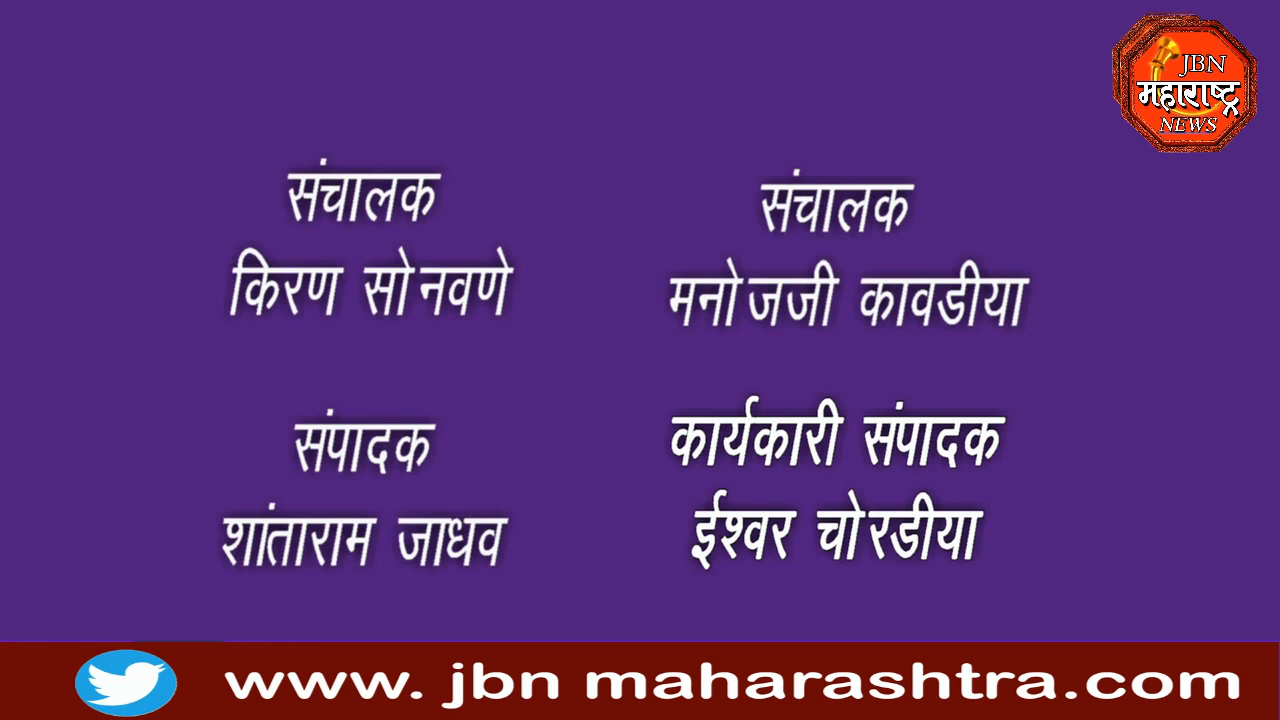 JBN
महाराष्ट्र
NEWS
संचालक
किरण सोनवणे
संचालक
मनोजजी कावडीया
संपादक
शांताराम जाधव
कार्यकारी संपादक
ईश्वर चोरडीया
www. jbn maharashtra.com